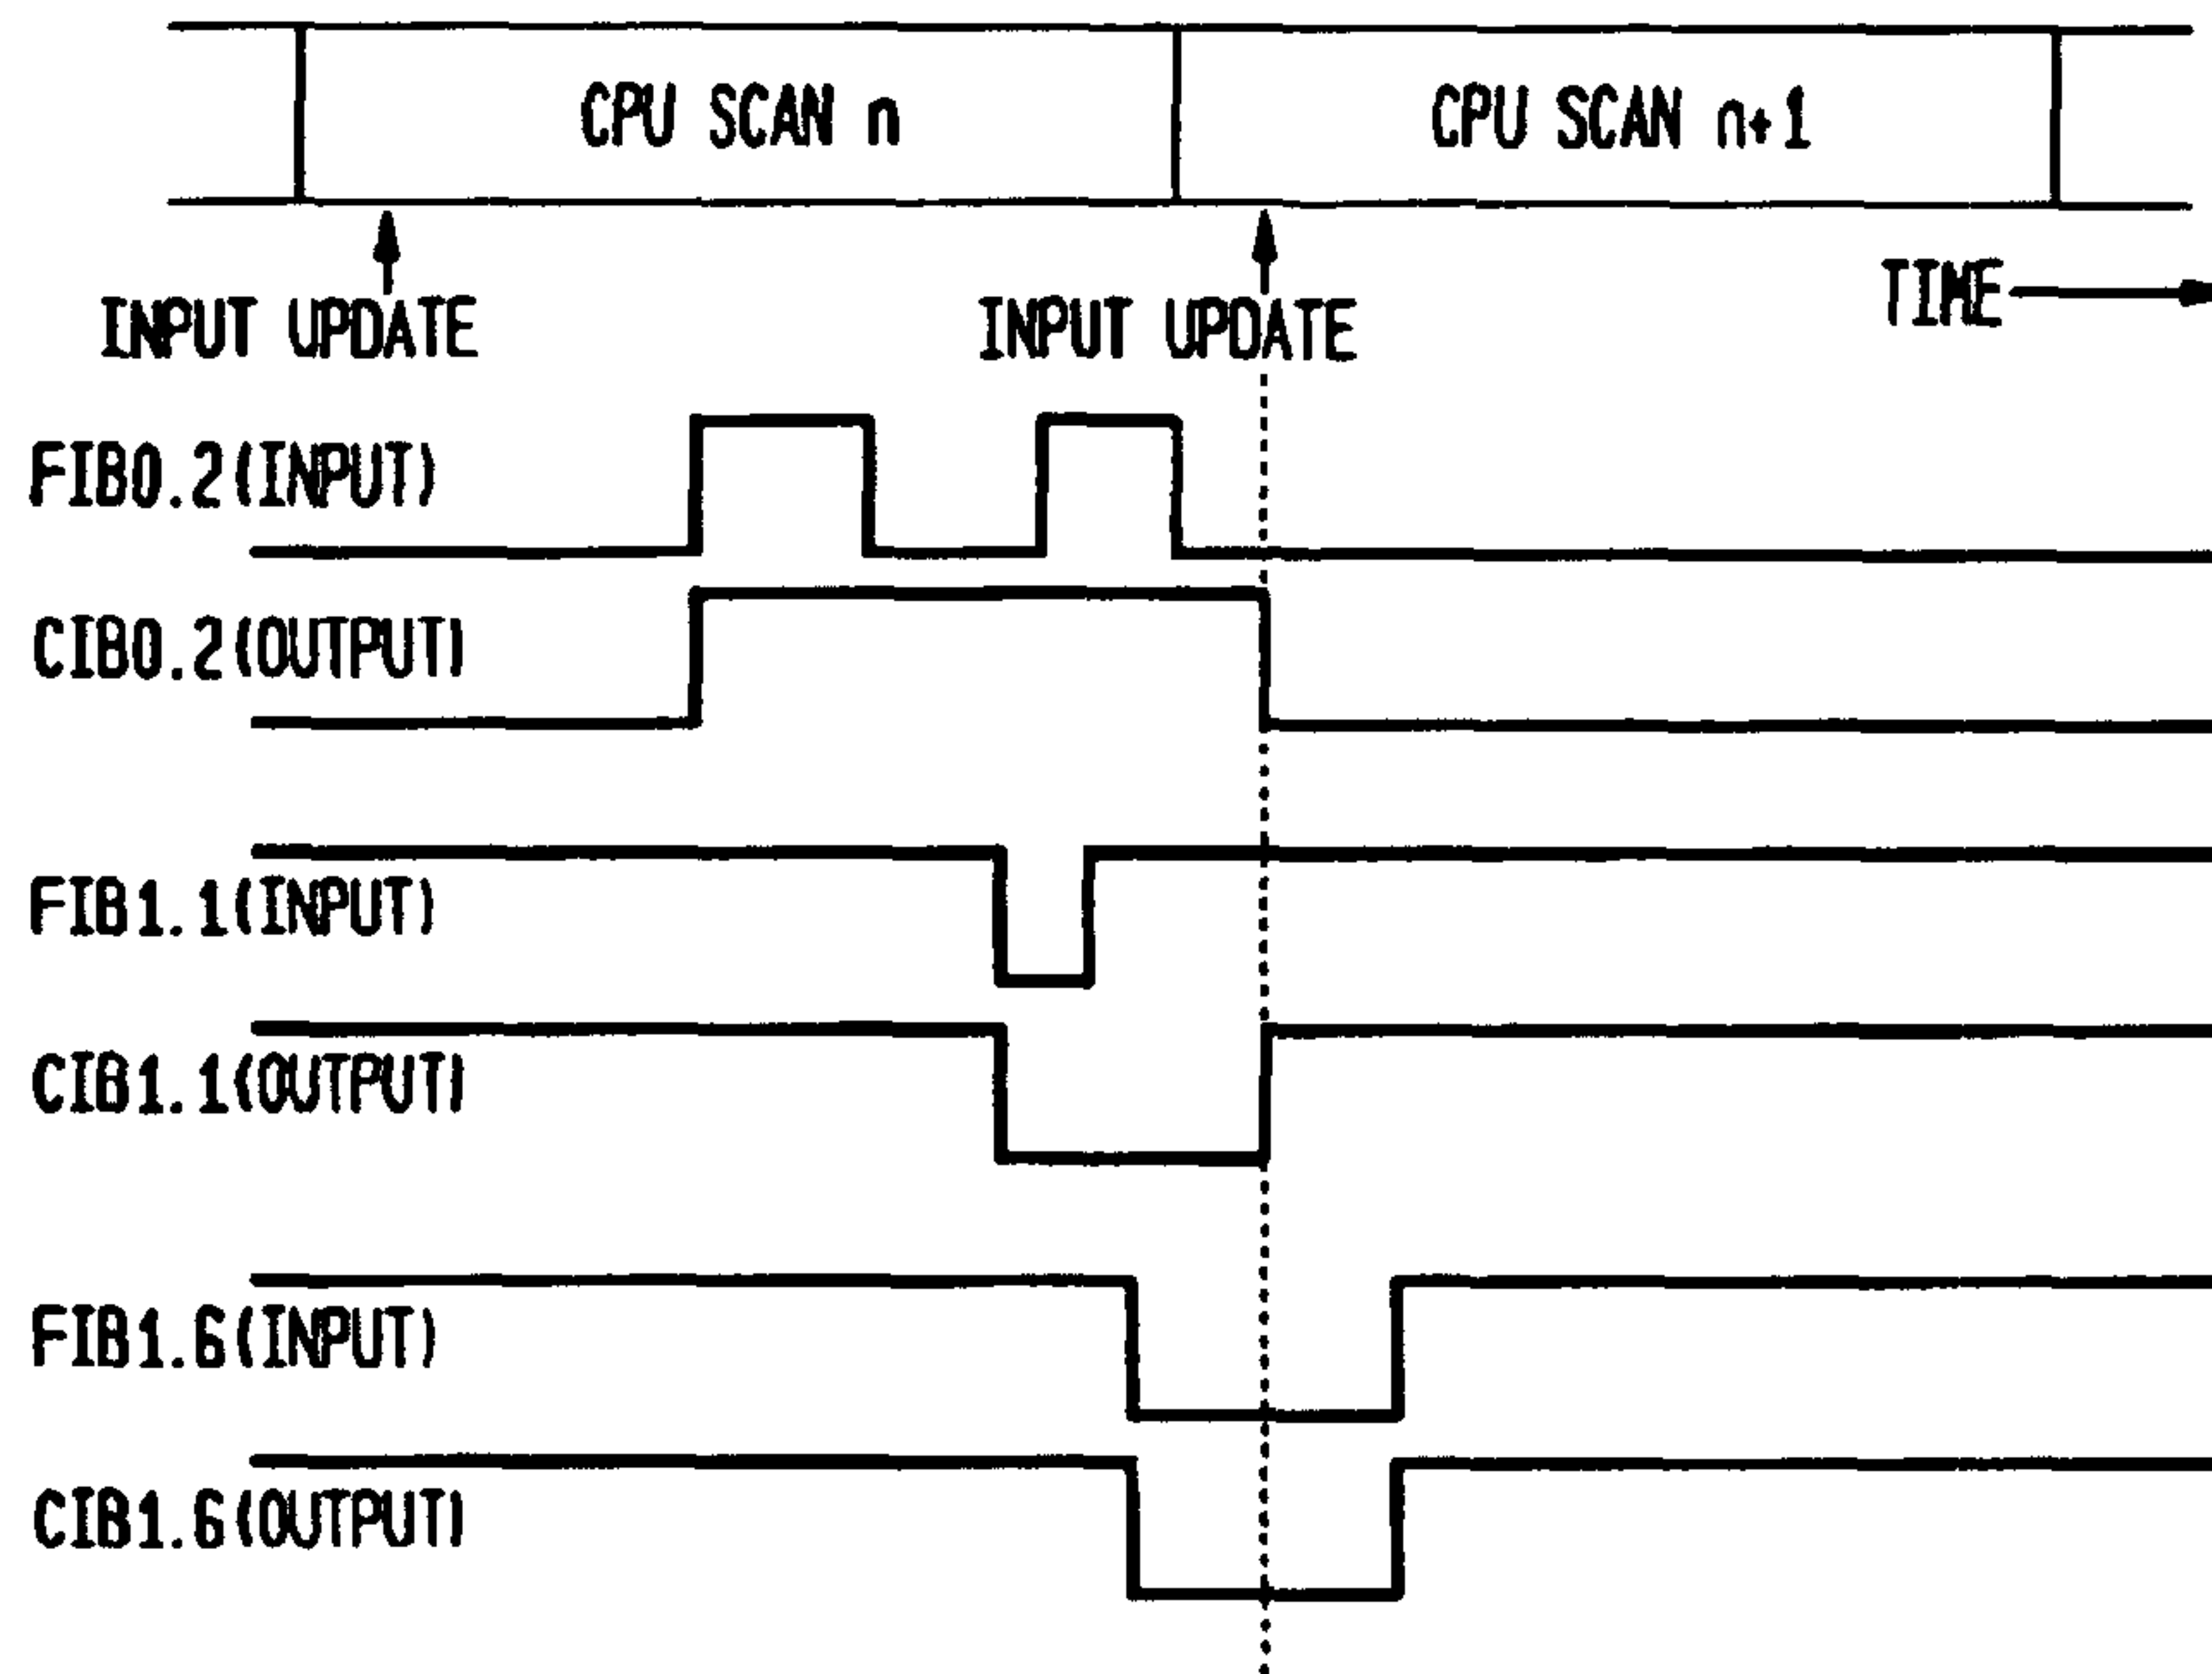 CPU SCAN n
CPU SCAN n+1
INPUT UPDATE
INPUT UPDATE
TIME
FIB0.2(INPUT)
CIB0.2(OUTPUT)
FIB1.1(INPUT)
CIB1.1(OUTPUT)
FIB1.6(INPUT)
CIB1.6(OUTPUT)